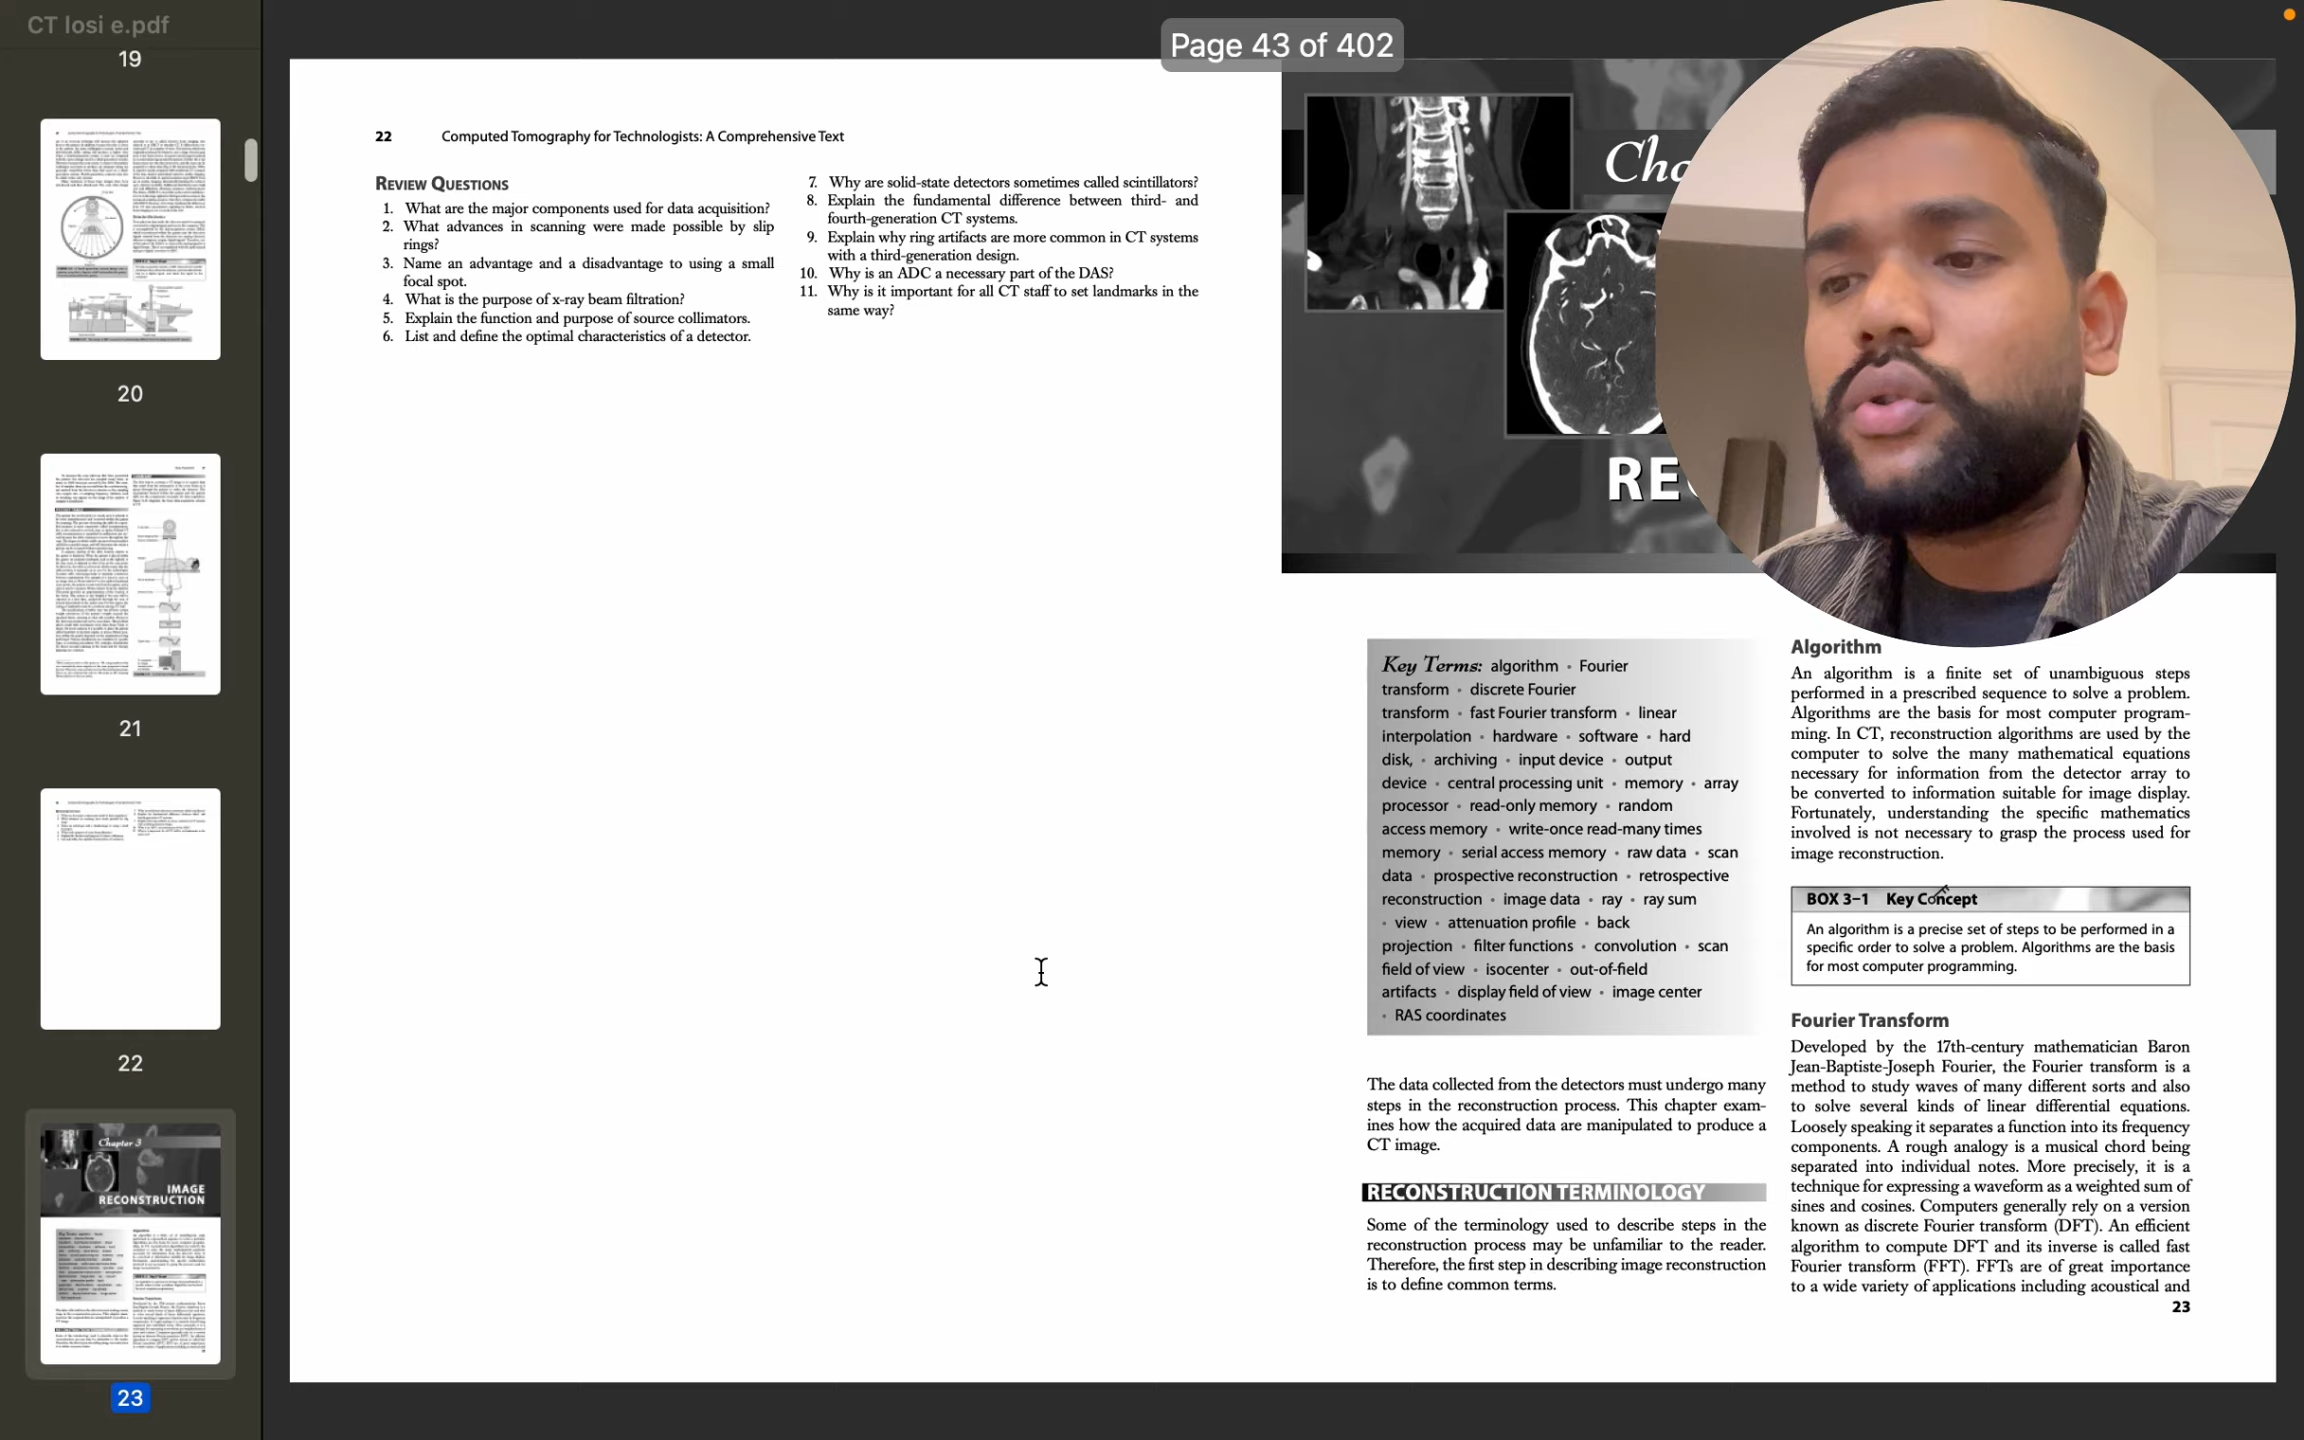 CT losi e.pdf
19
20
21
22
Chapter 3
IMAGE
RECONSTRUCTION
23
Page 43 of 402
22 Computed Tomography for Technologists: A Comprehensive Text
REVIEW QUESTIONS
1. What are the major components used for data acquisition?
2. What advances in scanning were made possible by slip
rings?
3. Name an advantage and a disadvantage to using a small
focal spot.
4. What is the purpose of x-ray beam filtration?
5. Explain the function and purpose of source collimators.
6. List and define the optimal characteristics of a detector.
7. Why are solid-state detectors sometimes called scintillators?
8. Explain the fundamental difference between third- and
fourth-generation CT systems.
9. Explain why ring artifacts are more common in CT systems
with a third-generation design.
10. Why is an ADC a necessary part of the DAS?
11. Why is it important for all CT staff to set landmarks in the
same way?
Key Terms: algorithm • Fourier
transform • discrete Fourier
transform • fast Fourier transform • linear
interpolation • hardware • software • hard
disk, • archiving • input device • output
device • central processing unit • memory • array
processor • read-only memory • random
access memory • write-once read-many times
memory • serial access memory • raw data • scan
data • prospective reconstruction • retrospective
reconstruction • image data • ray • ray sum
• view • attenuation profile • back
projection • filter functions • convolution • scan
field of view • isocenter • out-of-field
artifacts • display field of view • image center
• RAS coordinates
The data collected from the detectors must undergo many
steps in the reconstruction process. This chapter exam-
ines how the acquired data are manipulated to produce a
CT image.
RECONSTRUCTION TERMINOLOGY
Some of the terminology used to describe steps in the
reconstruction process may be unfamiliar to the reader.
Therefore, the first step in describing image reconstruction
is to define common terms.
Algorithm
An algorithm is a finite set of unambiguous steps
performed in a prescribed sequence to solve a problem.
Algorithms are the basis for most computer program-
ming. In CT, reconstruction algorithms are used by the
computer to solve the many mathematical equations
necessary for information from the detector array to
be converted to information suitable for image display.
Fortunately, understanding the specific mathematics
involved is not necessary to grasp the process used for
image reconstruction.
BOX 3–1 Key Concept
An algorithm is a precise set of steps to be performed in a
specific order to solve a problem. Algorithms are the basis
for most computer programming.
Fourier Transform
Developed by the 17th-century mathematician Baron
Jean-Baptiste-Joseph Fourier, the Fourier transform is a
method to study waves of many different sorts and also
to solve several kinds of linear differential equations.
Loosely speaking it separates a function into its frequency
components. A rough analogy is a musical chord being
separated into individual notes. More precisely, it is a
technique for expressing a waveform as a weighted sum of
sines and cosines. Computers generally rely on a version
known as discrete Fourier transform (DFT). An efficient
algorithm to compute DFT and its inverse is called fast
Fourier transform (FFT). FFTs are of great importance
to a wide variety of applications including acoustical and
23